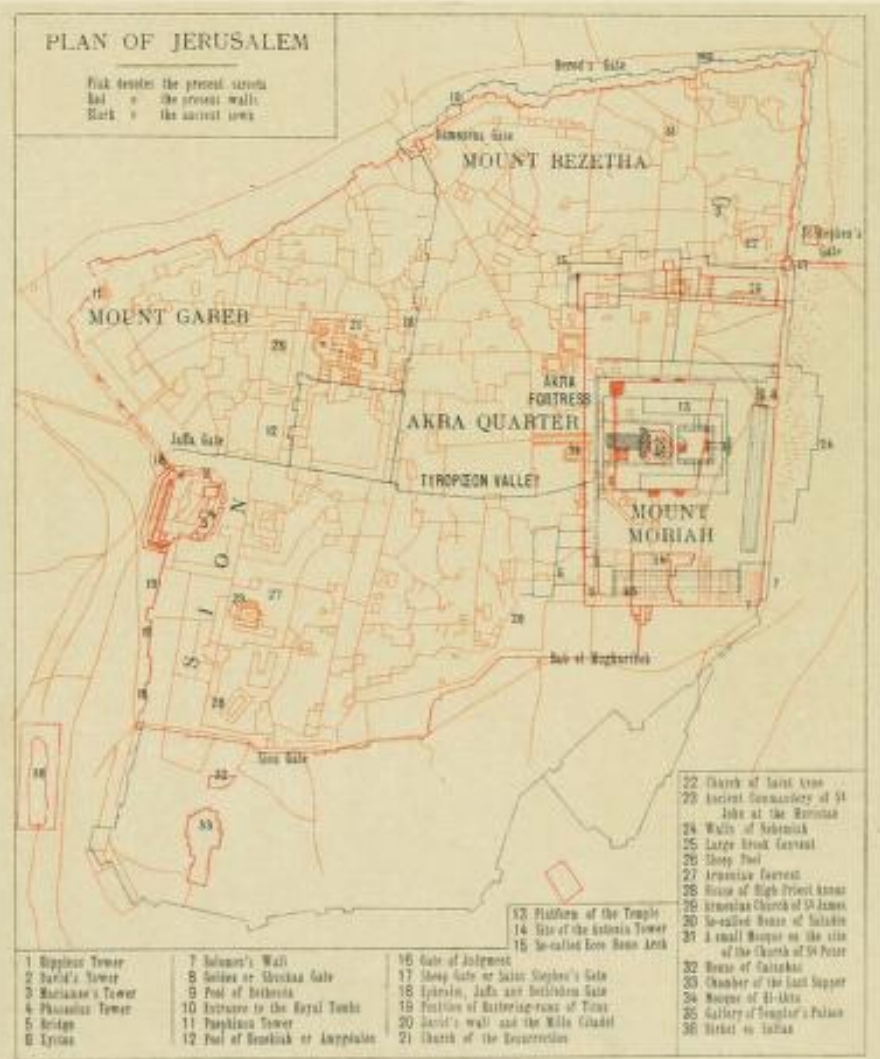 PLAN OF JERUSALEM
Pink denotes the present streets
Red " the present walls
Black " the ancient town
Herod's Gate
Damascus Gate
MOUNT BEZETHA
St Stephen's
Gate
MOUNT GAREB
AKRA
FORTRESS
AKRA QUARTER
Jaffa Gate
TYROPŒON VALLEY
MOUNT
MORIAH
SION
Bab el Mugharibeh
Sion Gate
1 Hippicus Tower
2 David's Tower
3 Mariamne's Tower
4 Phasaelus Tower
5 Bridge
6 Xystus
7 Solomon's Wall
8 Golden or Shushan Gate
9 Pool of Bethesda
10 Entrance to the Royal Tombs
11 Psephinus Tower
12 Pool of Hezekiah or Amygdalon
13 Platform of the Temple
14 Site of the Antonia Tower
15 So-called Ecce Homo Arch
16 Gate of Judgment
17 Sheep Gate or Saint Stephen's Gate
18 Ephraim, Jaffa and Bethlehem Gate
19 Position of Battering-rams of Titus
20 David's wall and the Millo Citadel
21 Church of the Resurrection
22 Church of Saint Anne
23 Ancient Commandery of St
John at the Muristan
24 Walls of Nehemiah
25 Large Greek Convent
26 Sheep Pool
27 Armenian Convent
28 House of High Priest Annas
29 Armenian Church of St James
30 So-called House of Saladin
31 A small Mosque on the site
of the Church of St Peter
32 House of Caiaphas
33 Chamber of the Last Supper
34 Mosque of El-Aksa
35 Gallery of Templar's Palace
36 Birket es Sultan